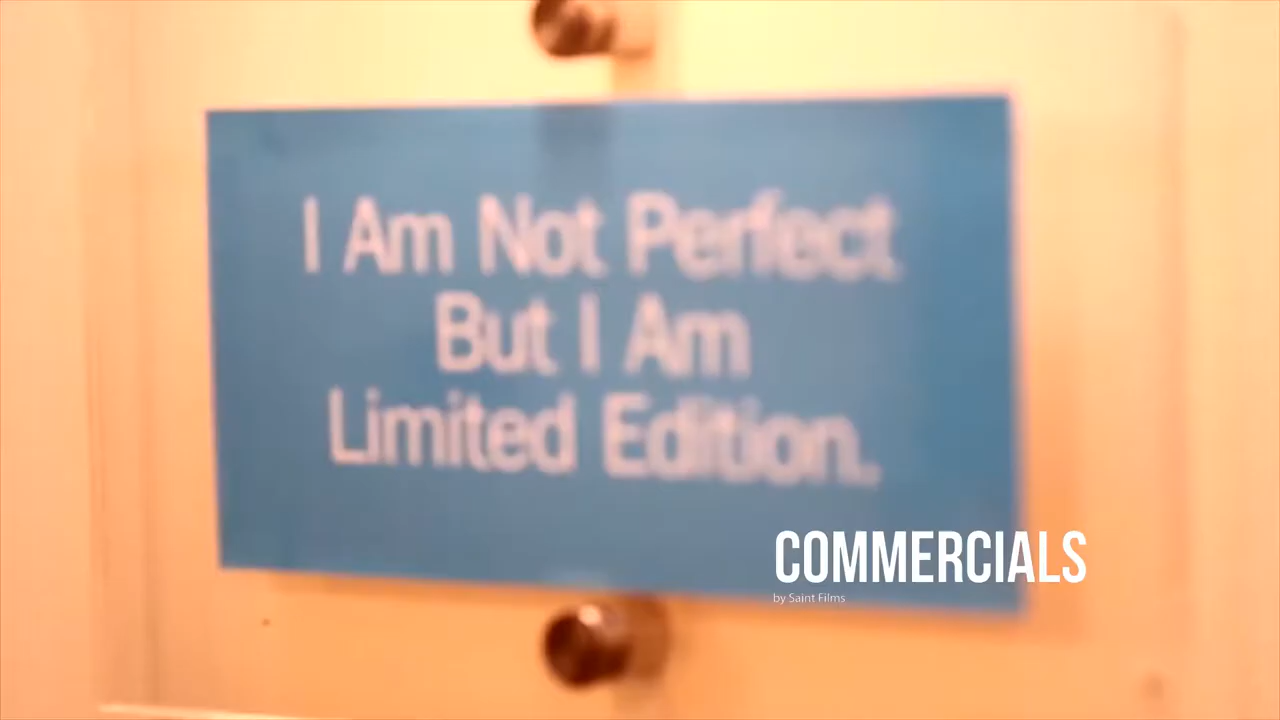 I Am Not Perfect
But I Am
Limited Edition.
COMMERCIALS
by Saint Films